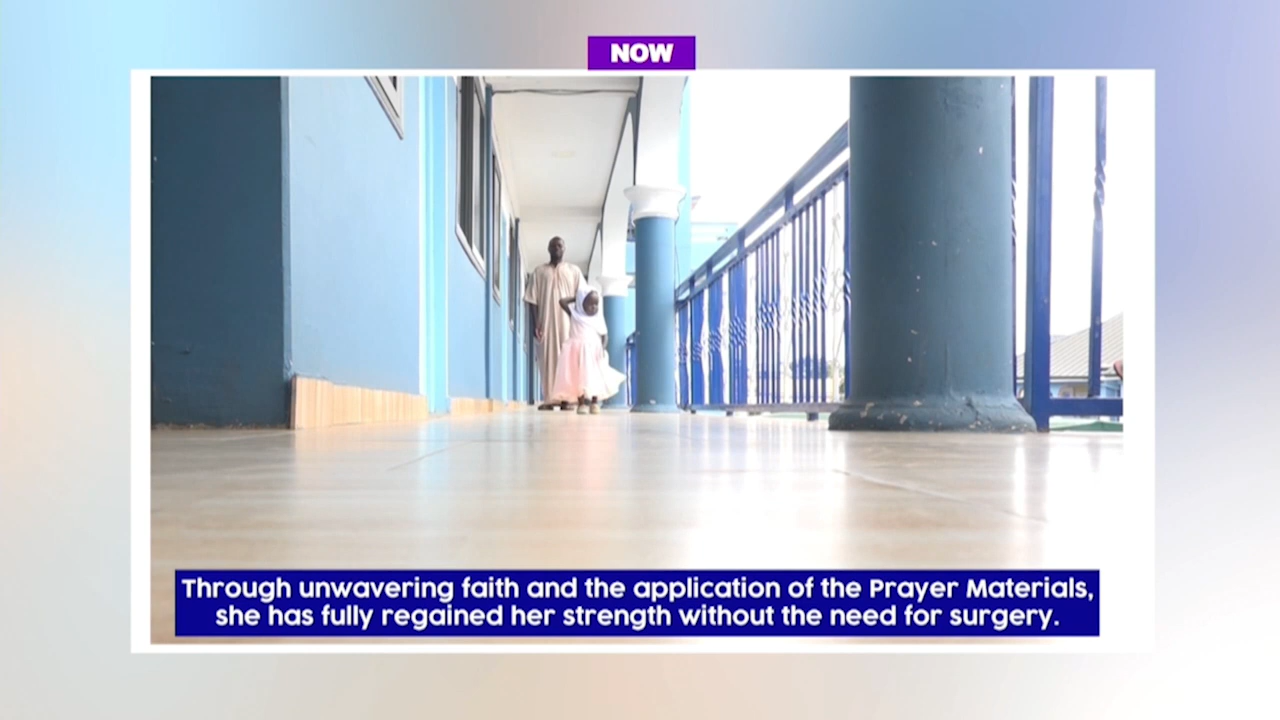 NOW
Through unwavering faith and the application of the Prayer Materials,
she has fully regained her strength without the need for surgery.